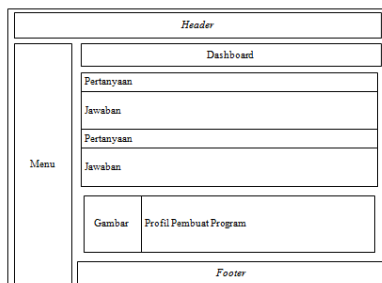 Header
Dashboard
Pertanyaan
Jawaban
Pertanyaan
Menu
Jawaban
Gambar
Profil Pembuat Program
Footer